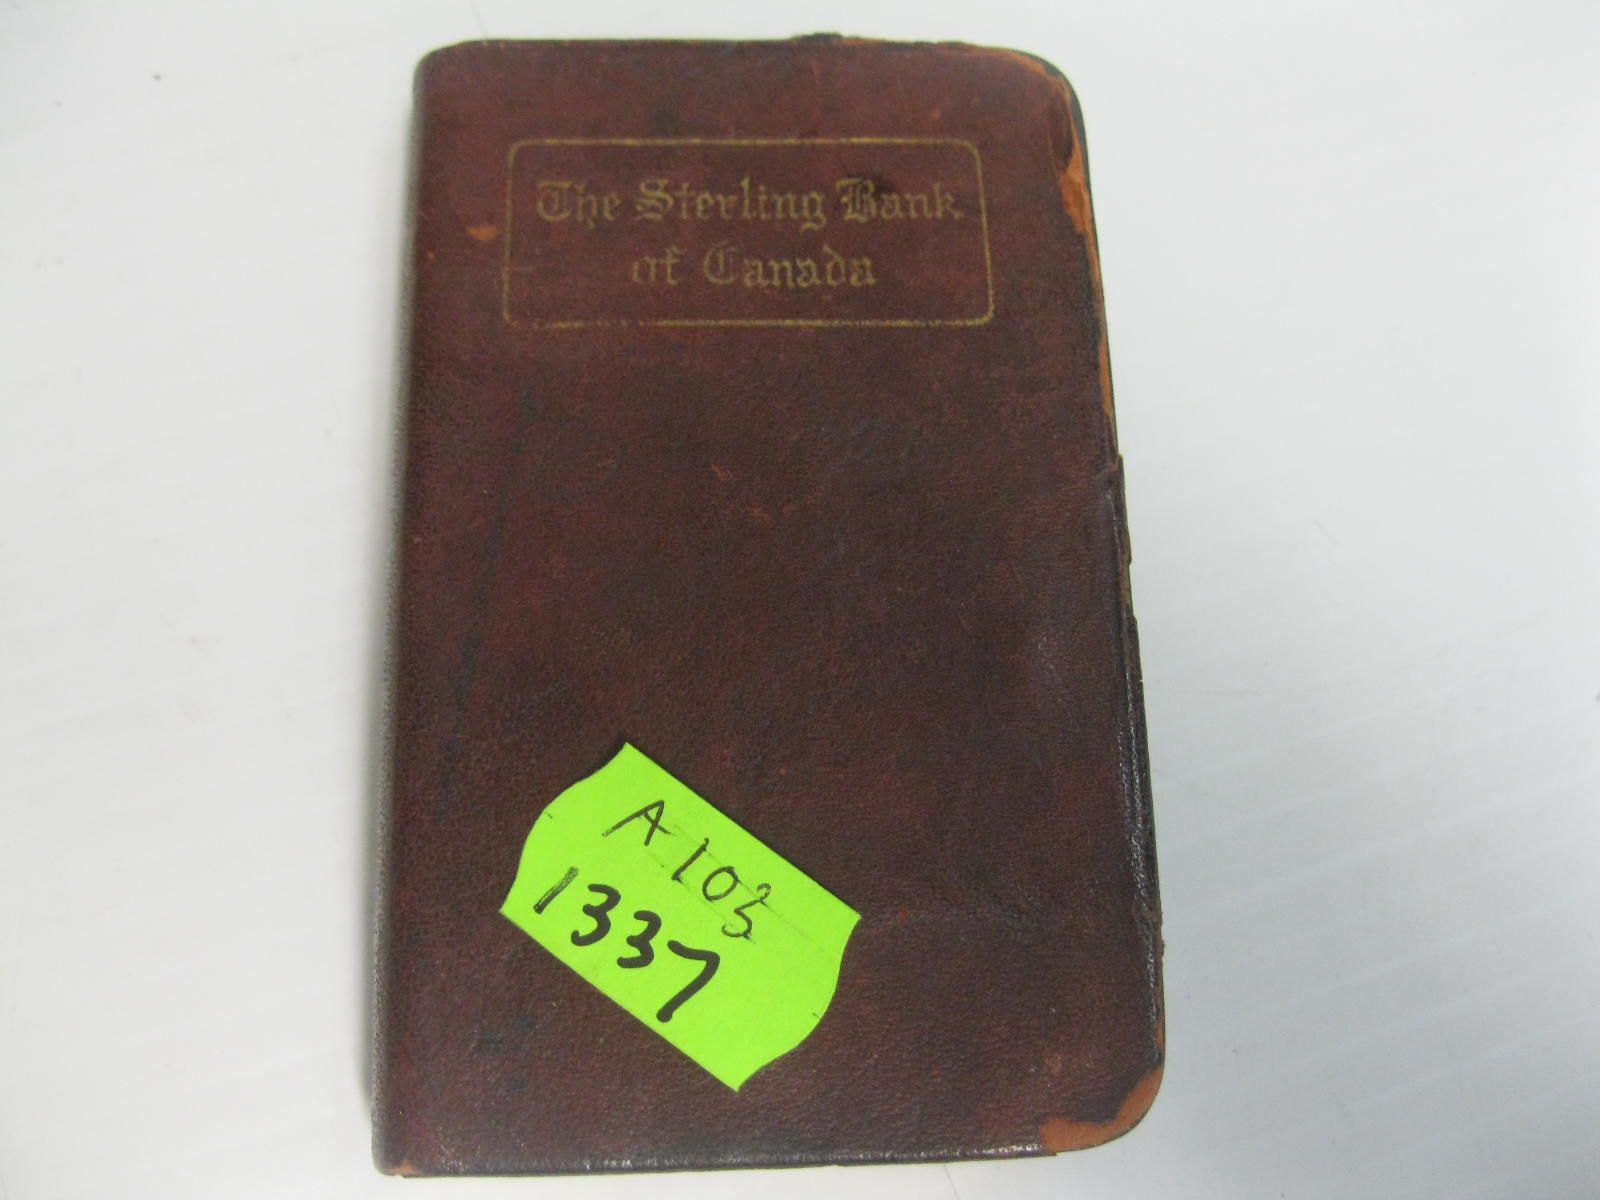 The Sterling Bank
of Canada
A 103
1337